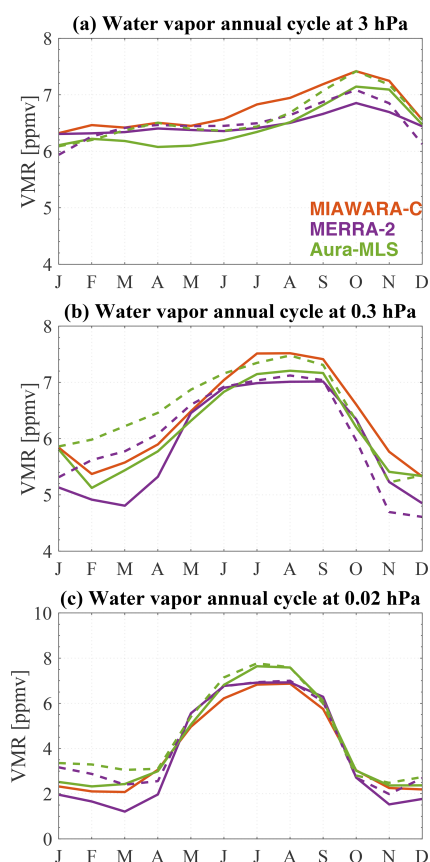 (a) Water vapor annual cycle at 3 hPa
8
7
6
5
4
VMR [ppmv]
MIAWARA-C
MERRA-2
Aura-MLS
J F M A M J J A S O N D
(b) Water vapor annual cycle at 0.3 hPa
8
7
6
5
4
VMR [ppmv]
J F M A M J J A S O N D
(c) Water vapor annual cycle at 0.02 hPa
10
8
6
4
2
0
VMR [ppmv]
J F M A M J J A S O N D